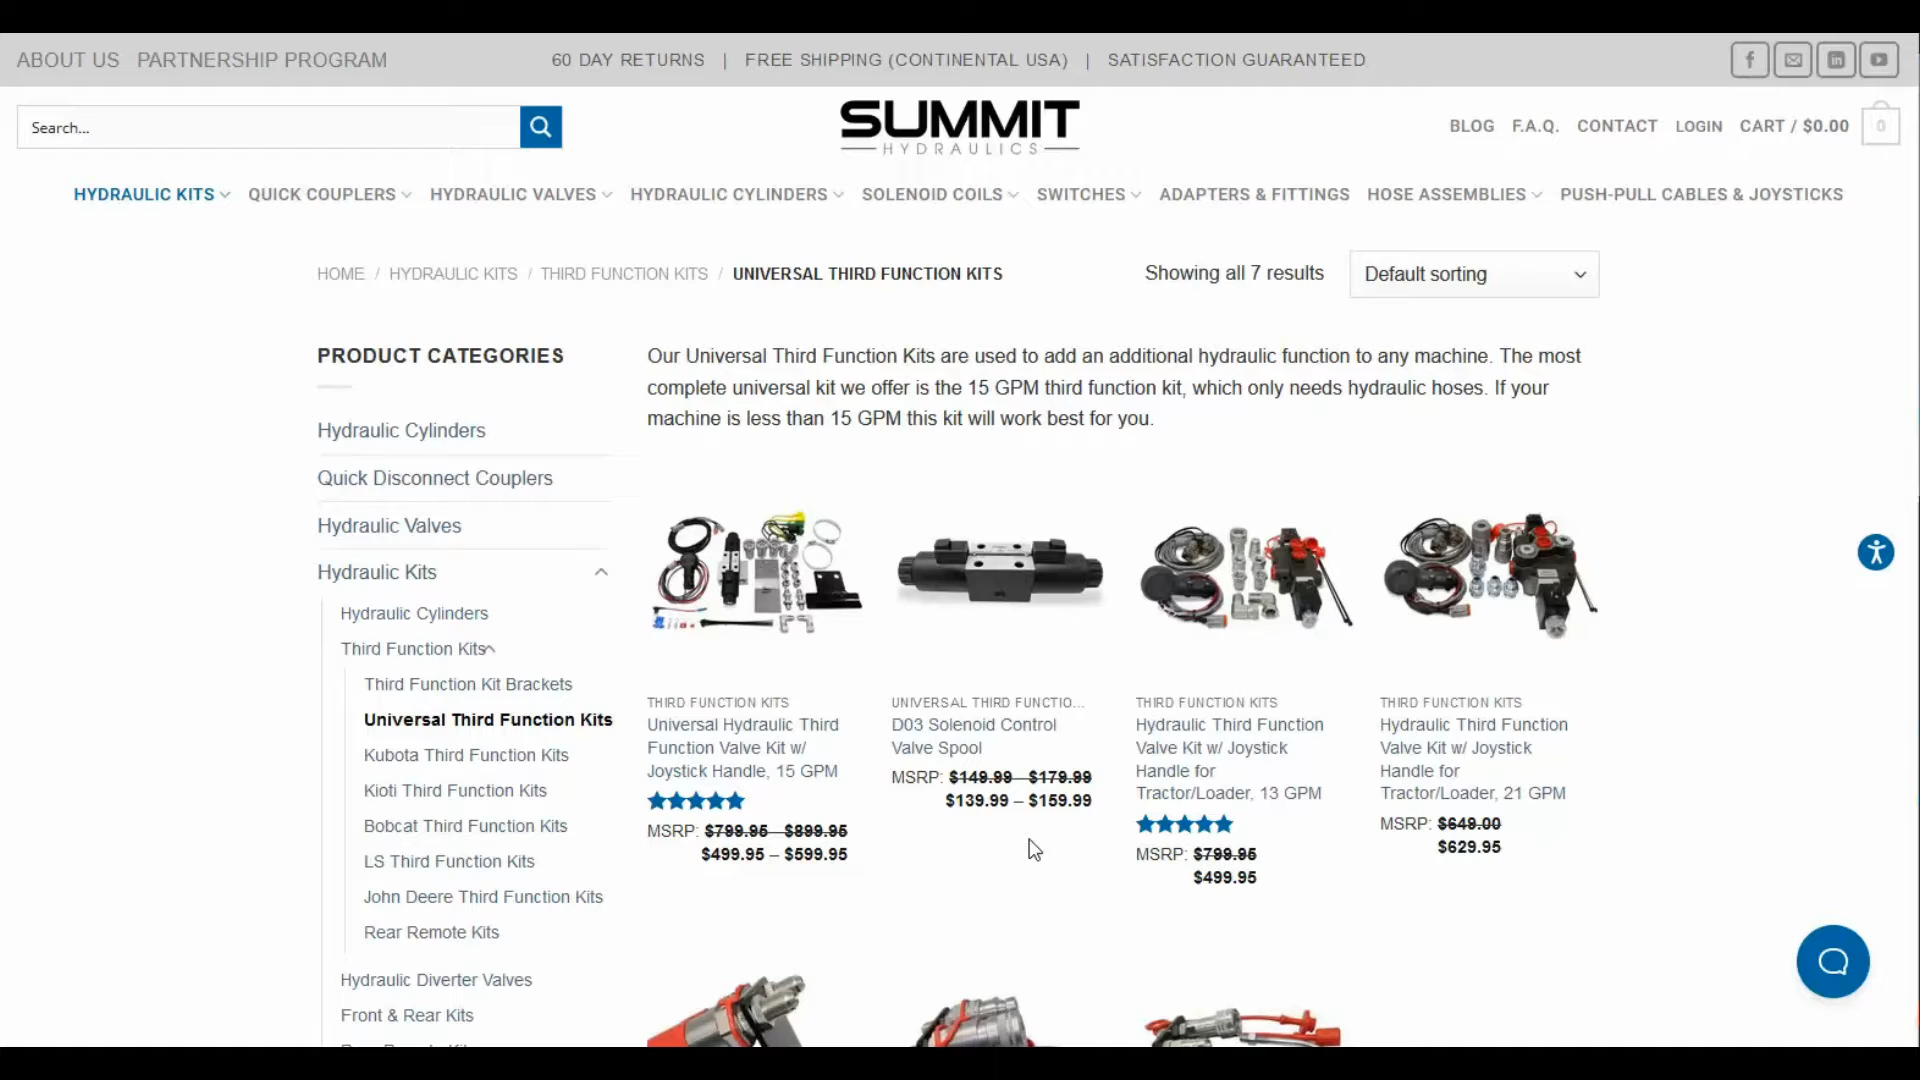 ABOUT US PARTNERSHIP PROGRAM 60 DAY RETURNS | FREE SHIPPING (CONTINENTAL USA) | SATISFACTION GUARANTEED
Search...
SUMMIT
HYDRAULICS
BLOG F.A.Q. CONTACT LOGIN CART / $0.00 0
HYDRAULIC KITS QUICK COUPLERS HYDRAULIC VALVES HYDRAULIC CYLINDERS SOLENOID COILS SWITCHES ADAPTERS & FITTINGS HOSE ASSEMBLIES PUSH-PULL CABLES & JOYSTICKS
HOME / HYDRAULIC KITS / THIRD FUNCTION KITS / UNIVERSAL THIRD FUNCTION KITS
Showing all 7 results
Default sorting
PRODUCT CATEGORIES
Hydraulic Cylinders
Quick Disconnect Couplers
Hydraulic Valves
Hydraulic Kits
Hydraulic Cylinders
Third Function Kits
Third Function Kit Brackets
Universal Third Function Kits
Kubota Third Function Kits
Kioti Third Function Kits
Bobcat Third Function Kits
LS Third Function Kits
John Deere Third Function Kits
Rear Remote Kits
Hydraulic Diverter Valves
Front & Rear Kits
Our Universal Third Function Kits are used to add an additional hydraulic function to any machine. The most
complete universal kit we offer is the 15 GPM third function kit, which only needs hydraulic hoses. If your
machine is less than 15 GPM this kit will work best for you.
THIRD FUNCTION KITS
Universal Hydraulic Third
Function Valve Kit w/
Joystick Handle, 15 GPM
MSRP: $799.95 – $899.95
$499.95 – $599.95
UNIVERSAL THIRD FUNCTIO...
D03 Solenoid Control
Valve Spool
MSRP: $149.99 – $179.99
$139.99 – $159.99
THIRD FUNCTION KITS
Hydraulic Third Function
Valve Kit w/ Joystick
Handle for
Tractor/Loader, 13 GPM
MSRP: $799.95
$499.95
THIRD FUNCTION KITS
Hydraulic Third Function
Valve Kit w/ Joystick
Handle for
Tractor/Loader, 21 GPM
MSRP: $649.00
$629.95